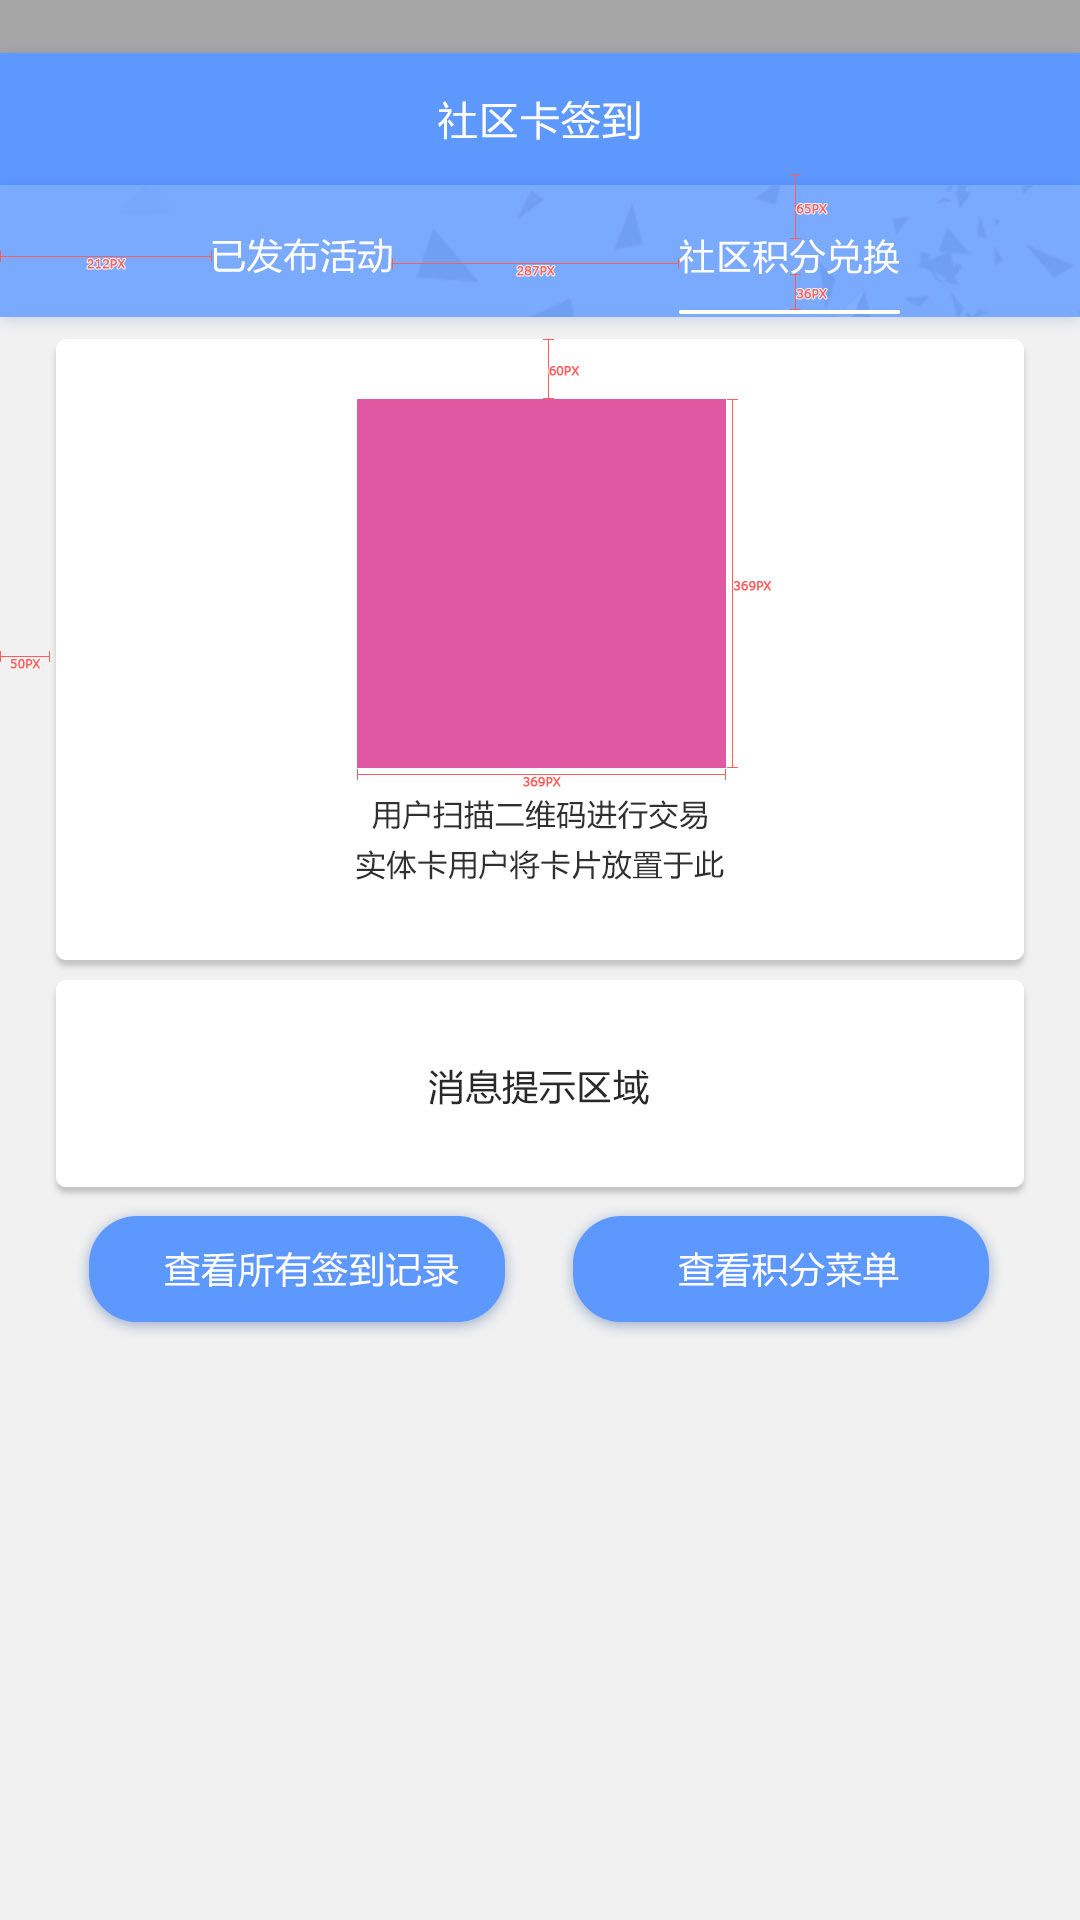 社区卡签到
65PX
已发布活动
社区积分兑换
212PX
287PX
36PX
60PX
369PX
50PX
369PX
用户扫描二维码进行交易
实体卡用户将卡片放置于此
消息提示区域
查看所有签到记录
查看积分菜单